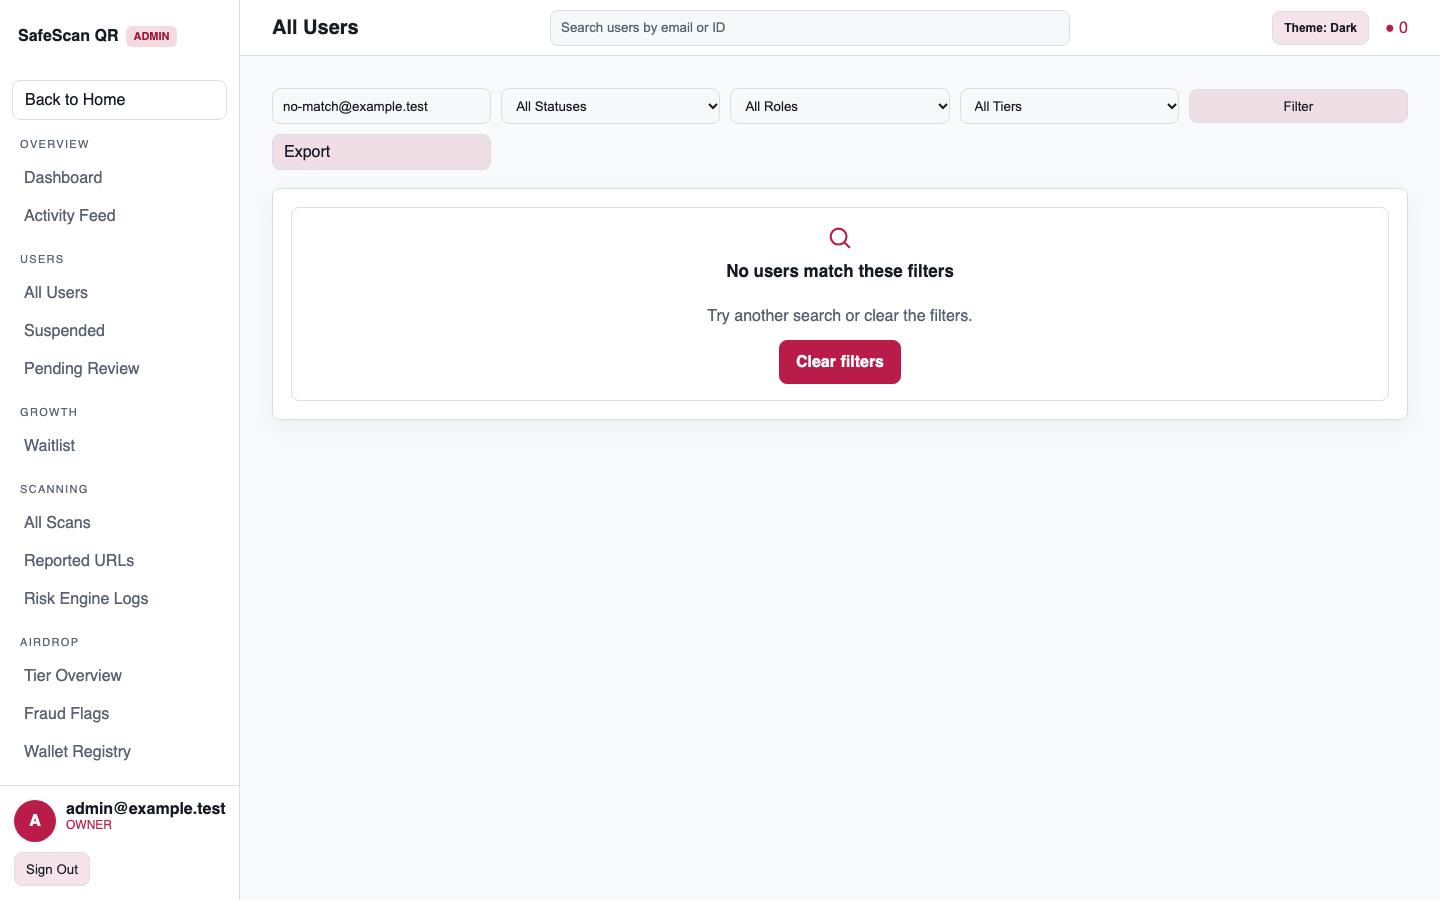 SafeScan QR ADMIN
All Users
Search users by email or ID
Theme: Dark
0
Back to Home
OVERVIEW
Dashboard
Activity Feed
USERS
All Users
Suspended
Pending Review
GROWTH
Waitlist
SCANNING
All Scans
Reported URLs
Risk Engine Logs
AIRDROP
Tier Overview
Fraud Flags
Wallet Registry
A
admin@example.test
OWNER
Sign Out
no-match@example.test
All Statuses
All Roles
All Tiers
Filter
Export
No users match these filters
Try another search or clear the filters.
Clear filters